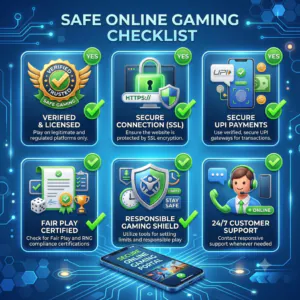 SAFE ONLINE GAMING
CHECKLIST
YES
YES
YES
VERIFIED
TRUSTED
SAFE GAMING
HTTPS://
UPI
VERIFIED
& LICENSED
Play on legitimate and
regulated platforms only.
SECURE
CONNECTION (SSL)
Ensure the website is
protected by SSL encryption.
SECURE
UPI PAYMENTS
Use verified, secure UPI
gateways for transactions.
STAY
SAFE
ONLINE
FAIR PLAY
CERTIFIED
Check for Fair Play and RNG
compliance certifications
RESPONSIBLE
GAMING SHIELD
Utilize tools for setting
limits and responsible play
24/7 CUSTOMER
SUPPORT
Contact responsive
support whenever needed
SECURE
ONLINE
GAMING
PORTAL